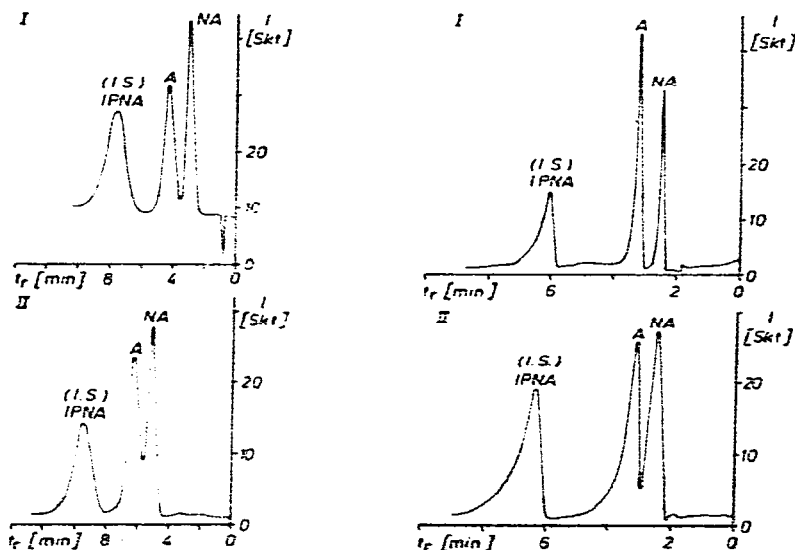 I
NA
I
[Skt]
A
(I.S.)
IPNA
20
10
0
t_r [min] 8 4 0
II
NA
I
[Skt]
A
(I.S.)
IPNA
20
10
0
t_r [min] 8 4 0
I
A
I
[Skt]
NA
(I.S.)
IPNA
20
10
0
t_r [min] 6 2 0
II
A
NA
I
[Skt]
(I.S.)
IPNA
20
10
0
t_r [min] 6 2 0